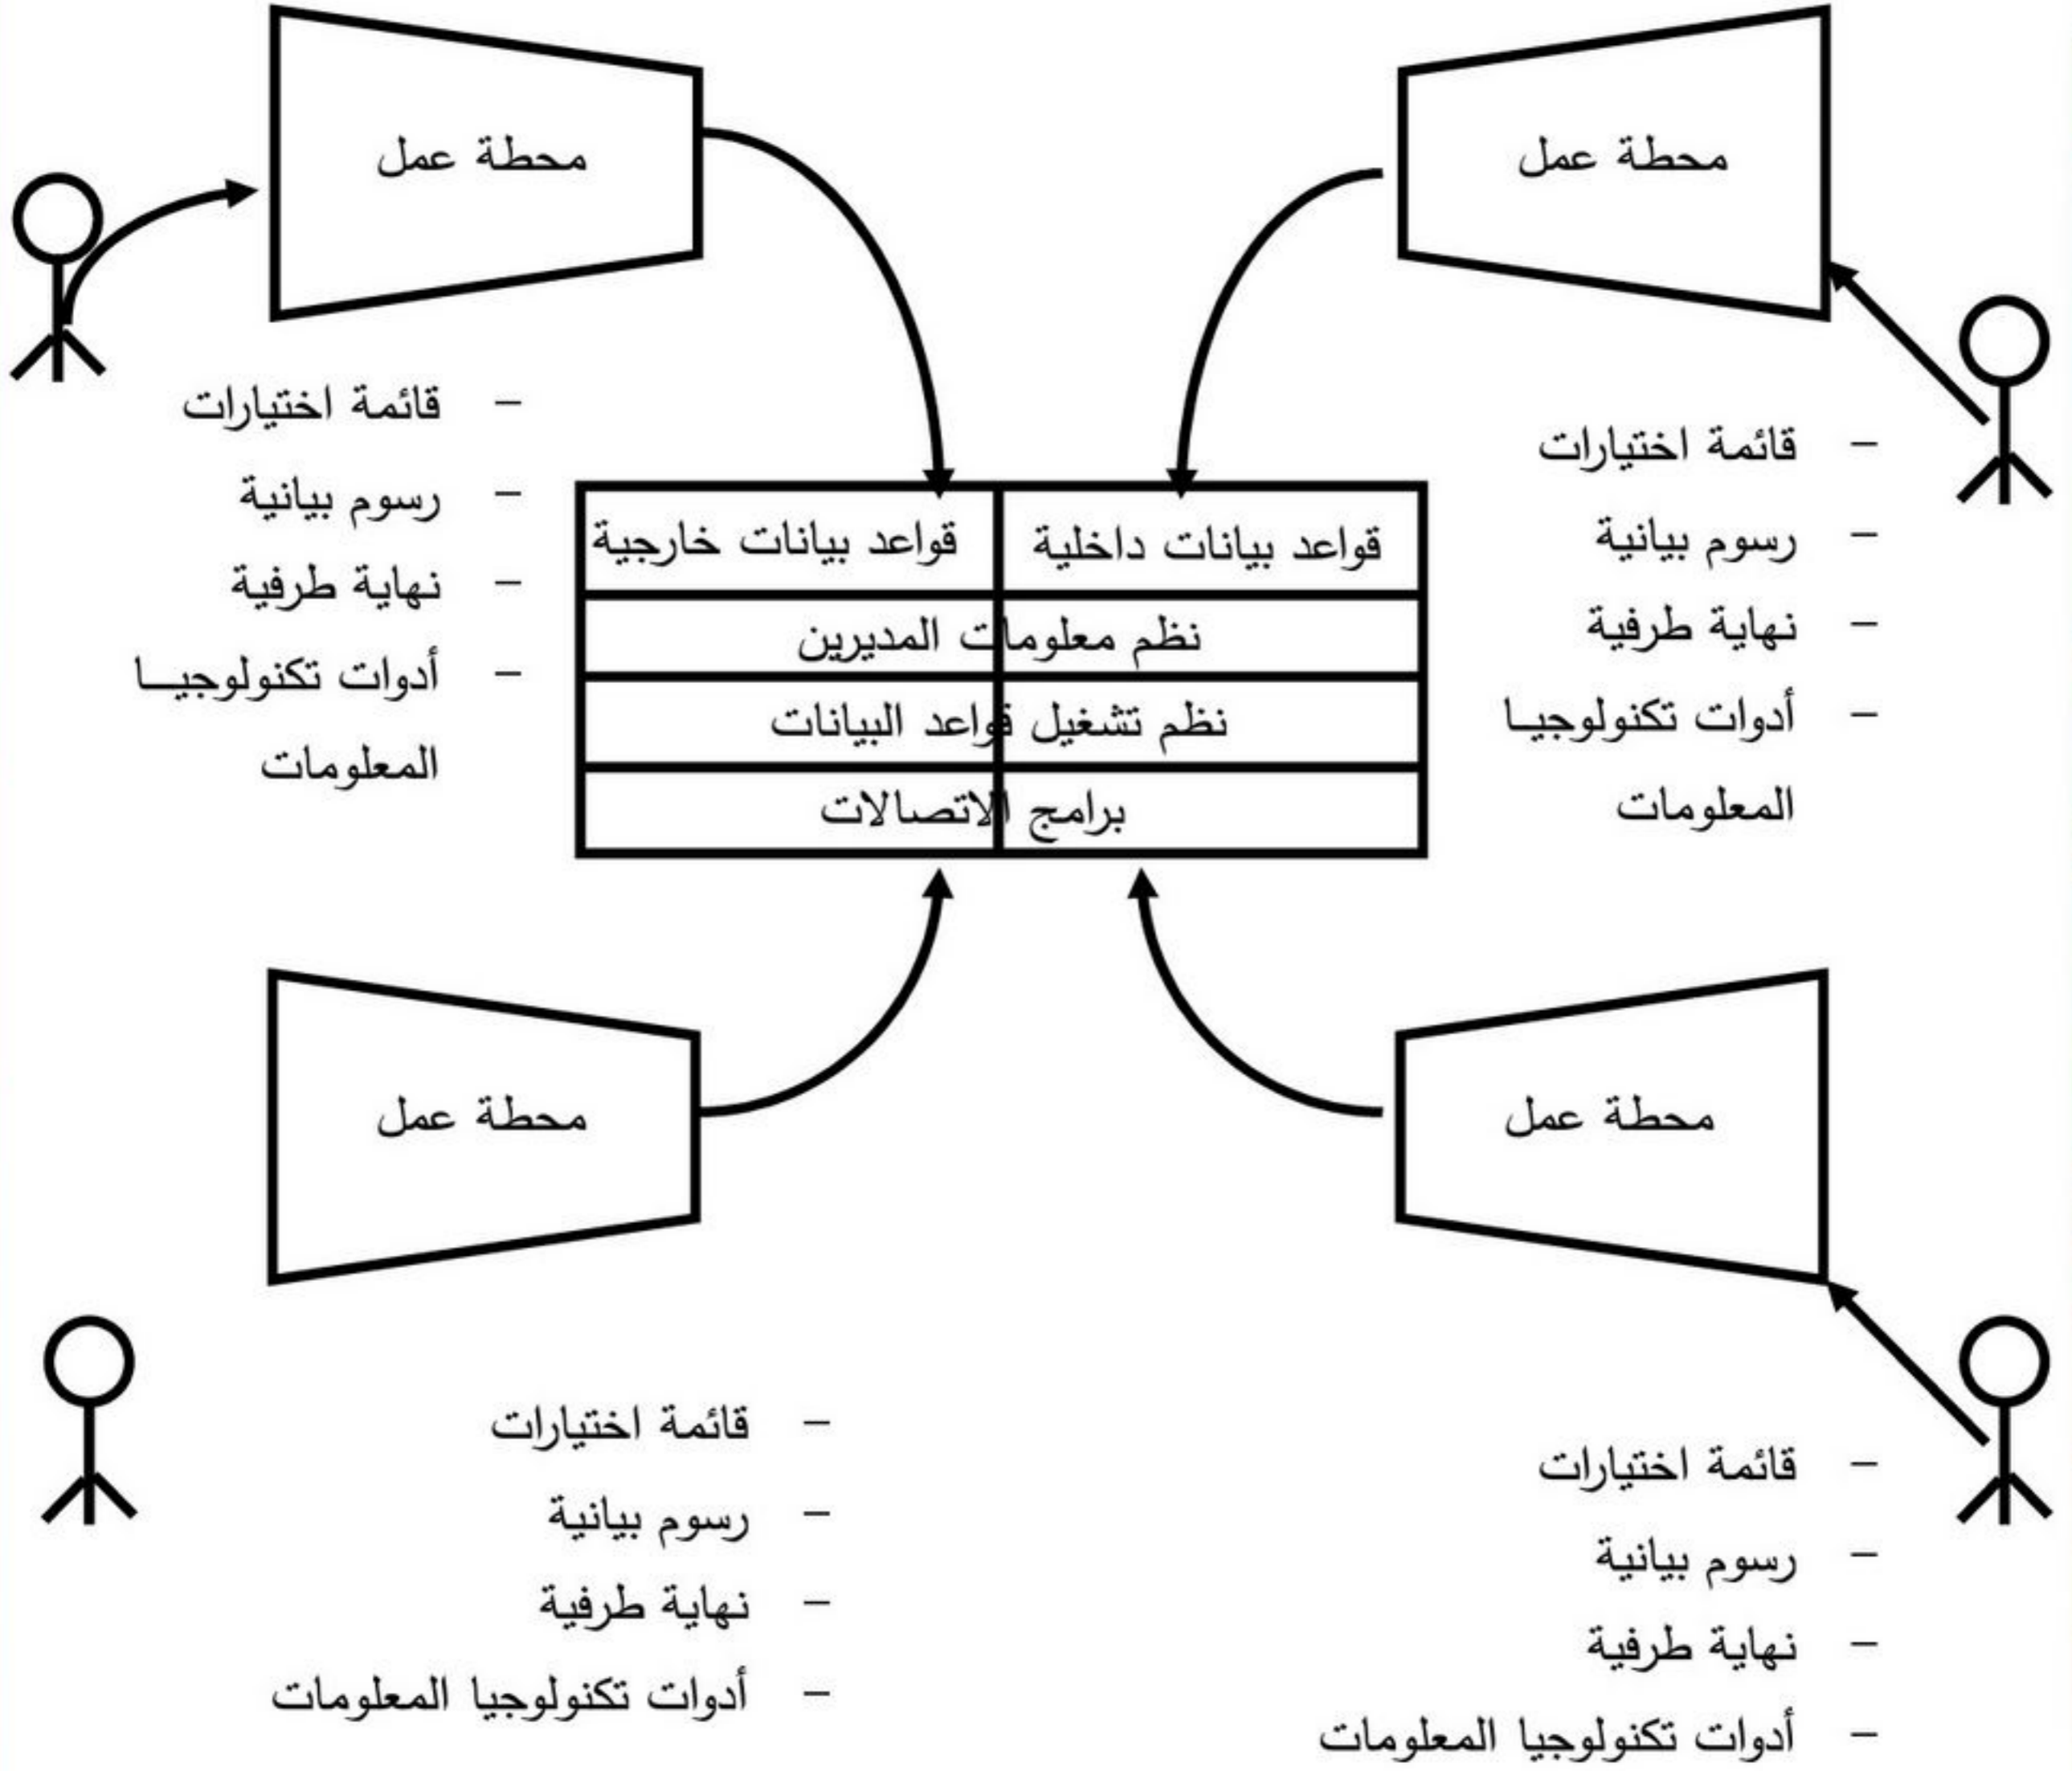 محطة عمل
محطة عمل
– قائمة اختيارات
– رسوم بيانية
– نهاية طرفية
– أدوات تكنولوجيـا
المعلومات
– قائمة اختيارات
– رسوم بيانية
– نهاية طرفية
– أدوات تكنولوجيـــا
المعلومات
قواعد بيانات داخلية
قواعد بيانات خارجية
نظم معلومات المديرين
نظم تشغيل قواعد البيانات
برامج الاتصالات
محطة عمل
محطة عمل
– قائمة اختيارات
– رسوم بيانية
– نهاية طرفية
– أدوات تكنولوجيا المعلومات
– قائمة اختيارات
– رسوم بيانية
– نهاية طرفية
– أدوات تكنولوجيا المعلومات